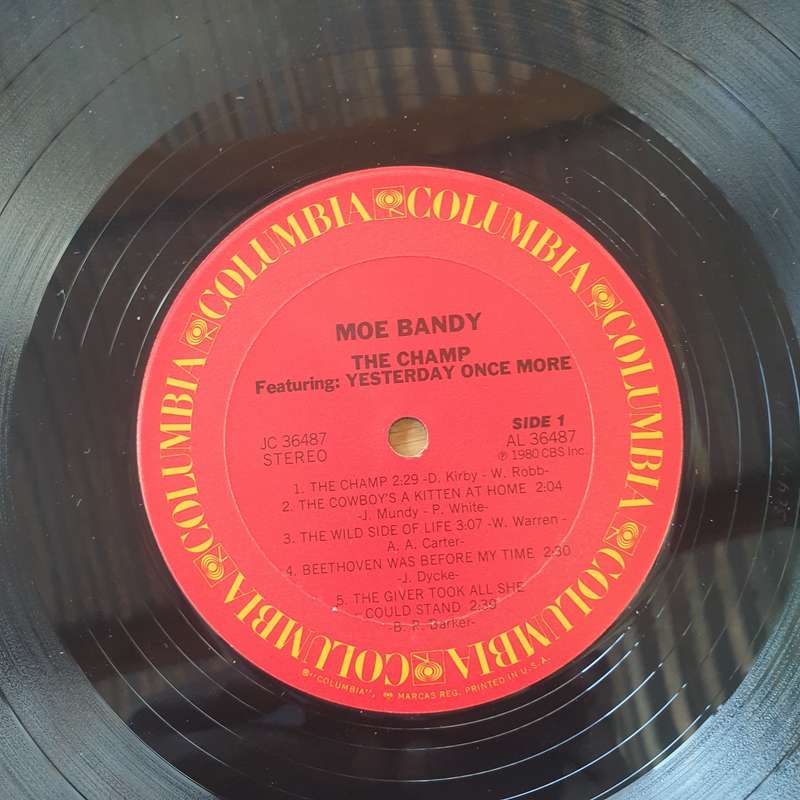 COLUMBIA COLUMBIA COLUMBIA COLUMBIA COLUMBIA COLUMBIA COLUMBIA
MOE BANDY
THE CHAMP
Featuring: YESTERDAY ONCE MORE
SIDE 1
JC 36487 AL 36487
STEREO ℗ 1980 CBS Inc.
1. THE CHAMP 2:29 -D. Kirby - W. Robb-
2. THE COWBOY'S A KITTEN AT HOME 2:04
-J. Mundy - P. White-
3. THE WILD SIDE OF LIFE 3:07 -W. Warren -
A. A. Carter-
4. BEETHOVEN WAS BEFORE MY TIME 2:30
-J. Dycke-
5. THE GIVER TOOK ALL SHE
COULD STAND 2:39
-B. R. Barker-
®"COLUMBIA", MARCAS REG. PRINTED IN U.S.A.